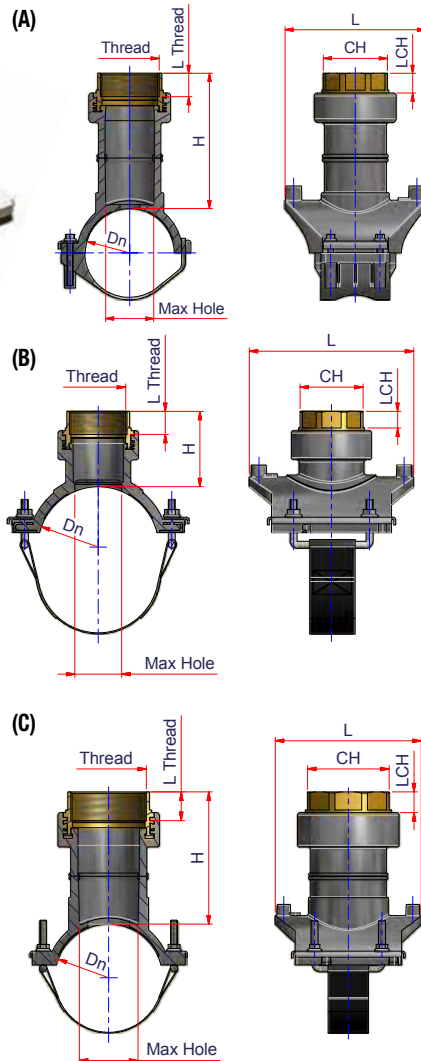 (A)
Thread
L Thread
H
Dn
Max Hole
L
CH
LCH
(B)
Thread
L Thread
H
Dn
Max Hole
L
CH
LCH
(C)
Thread
L Thread
H
Dn
Max Hole
L
CH
LCH